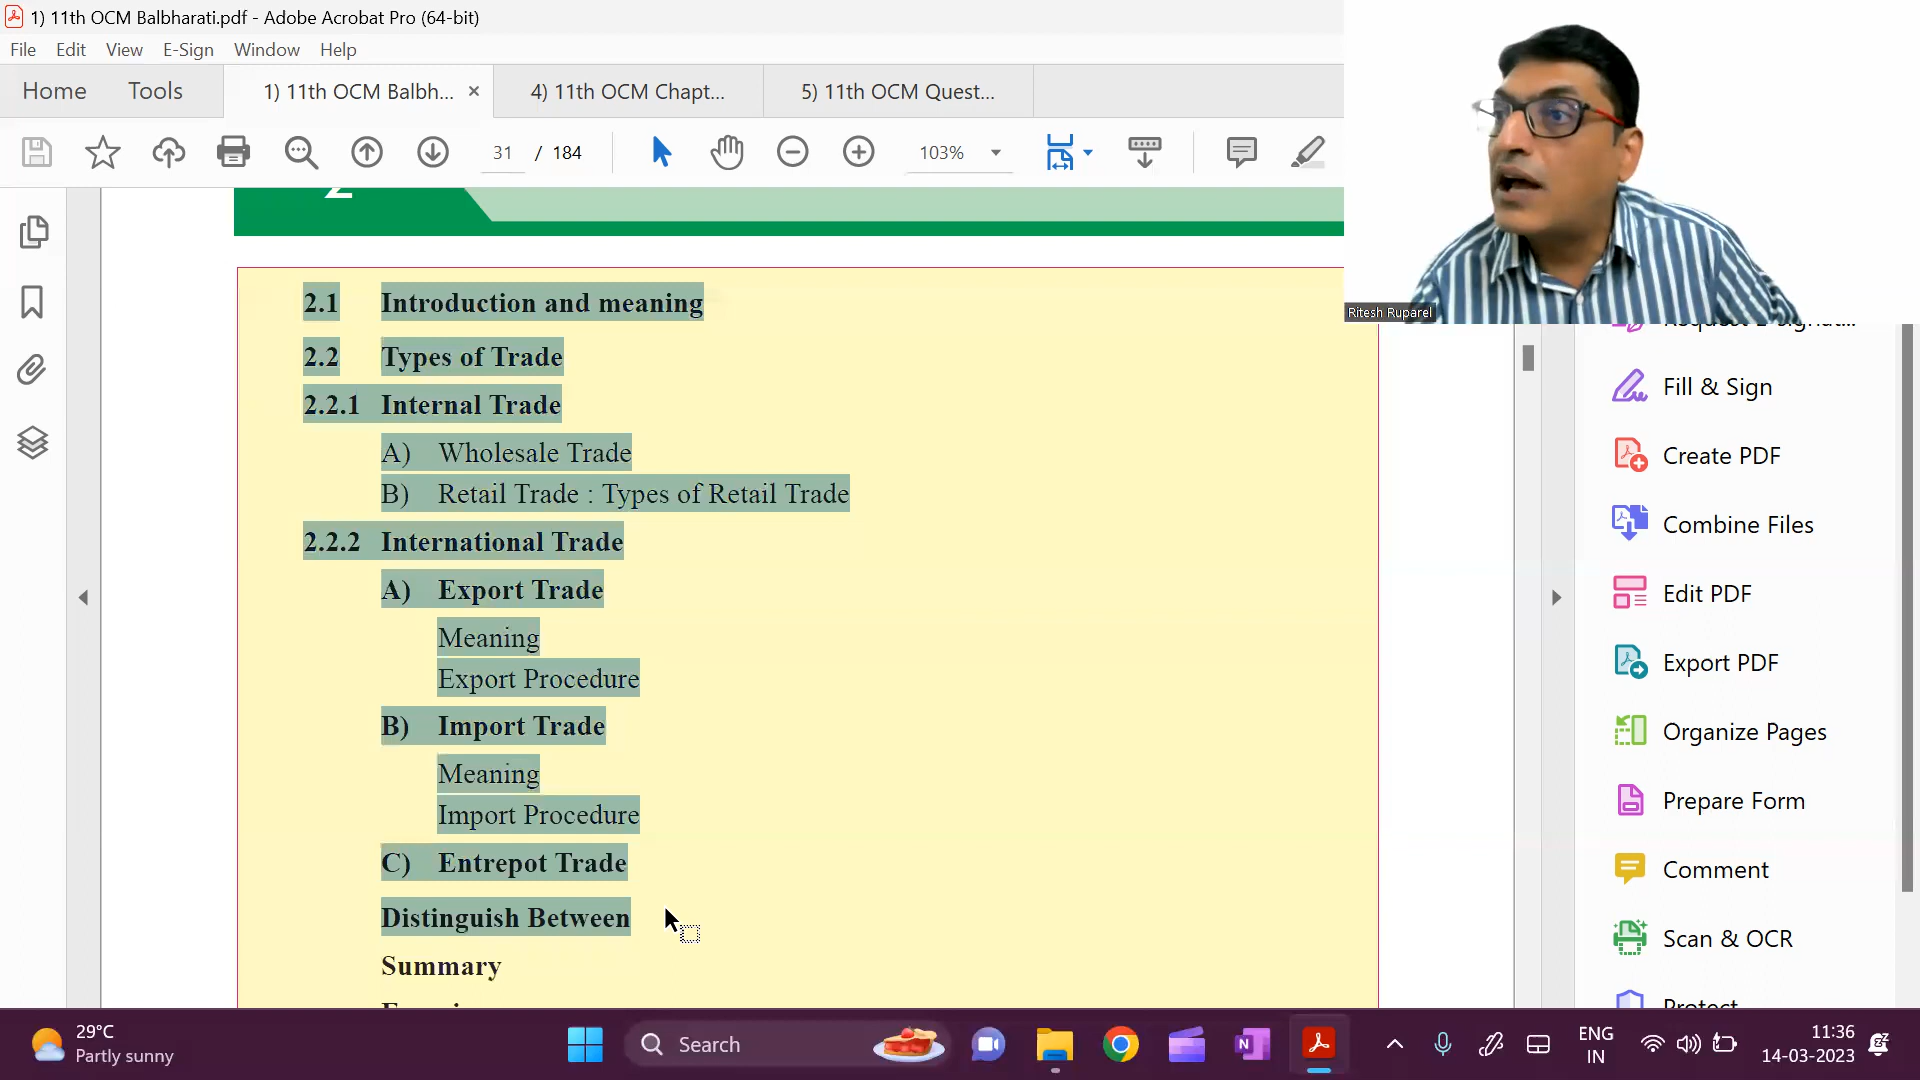 1) 11th OCM Balbharati.pdf - Adobe Acrobat Pro (64-bit)
File Edit View E-Sign Window Help
Home Tools 1) 11th OCM Balbh... × 4) 11th OCM Chapt... 5) 11th OCM Quest...
31 / 184 103%
Ritesh Ruparel
2
2.1 Introduction and meaning
2.2 Types of Trade
2.2.1 Internal Trade
A) Wholesale Trade
B) Retail Trade : Types of Retail Trade
2.2.2 International Trade
A) Export Trade
Meaning
Export Procedure
B) Import Trade
Meaning
Import Procedure
C) Entrepot Trade
Distinguish Between
Summary
Fill & Sign
Create PDF
Combine Files
Edit PDF
Export PDF
Organize Pages
Prepare Form
Comment
Scan & OCR
Protect
29°C
Partly sunny
Search
N
ENG
IN
11:36
14-03-2023